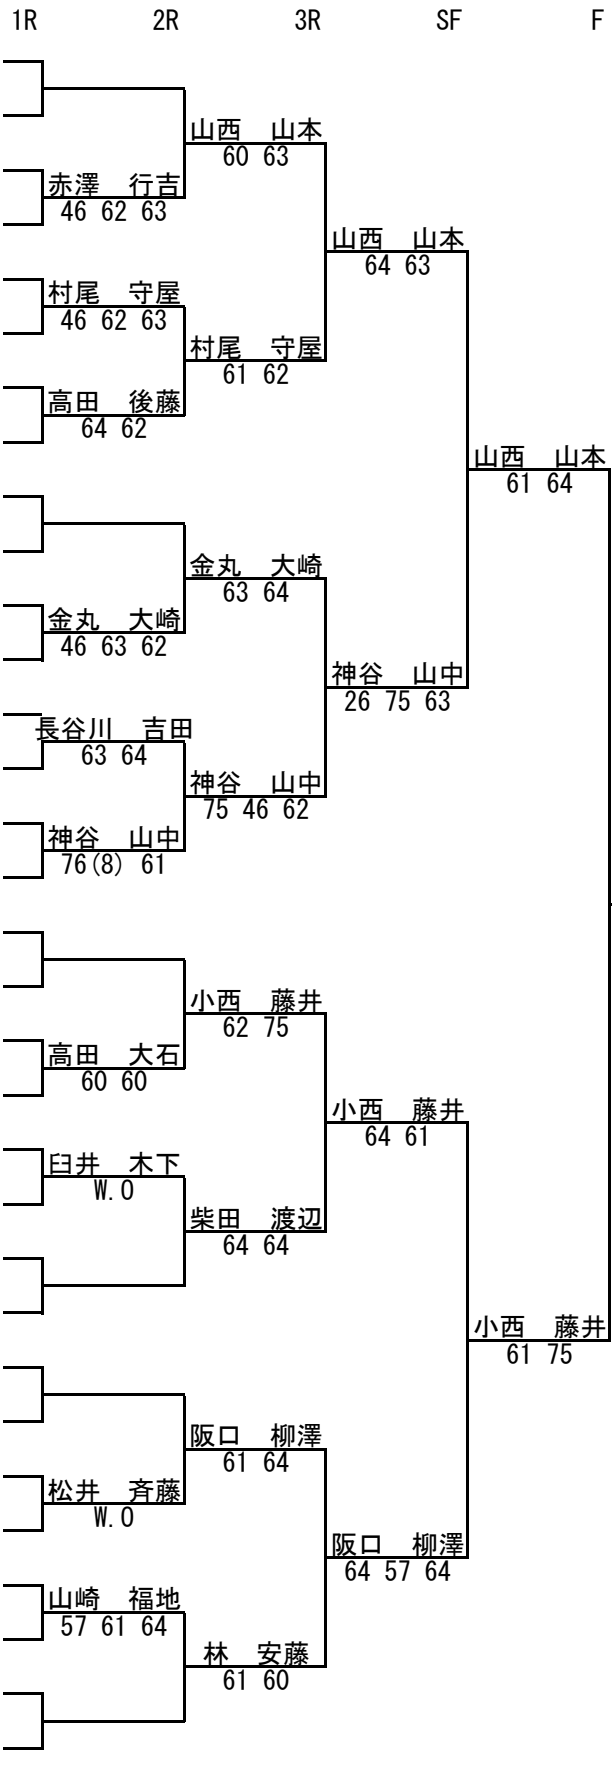 1R 2R 3R SF F
山西　山本
60 63
赤澤　行吉
46 62 63
山西　山本
64 63
村尾　守屋
46 62 63
村尾　守屋
61 62
高田　後藤
64 62
山西　山本
61 64
金丸　大崎
63 64
金丸　大崎
46 63 62
神谷　山中
26 75 63
長谷川　吉田
63 64
神谷　山中
75 46 62
神谷　山中
76(8) 61
小西　藤井
62 75
高田　大石
60 60
小西　藤井
64 61
臼井　木下
W.O
柴田　渡辺
64 64
小西　藤井
61 75
阪口　柳澤
61 64
松井　斉藤
W.O
阪口　柳澤
64 57 64
山崎　福地
57 61 64
林　安藤
61 60